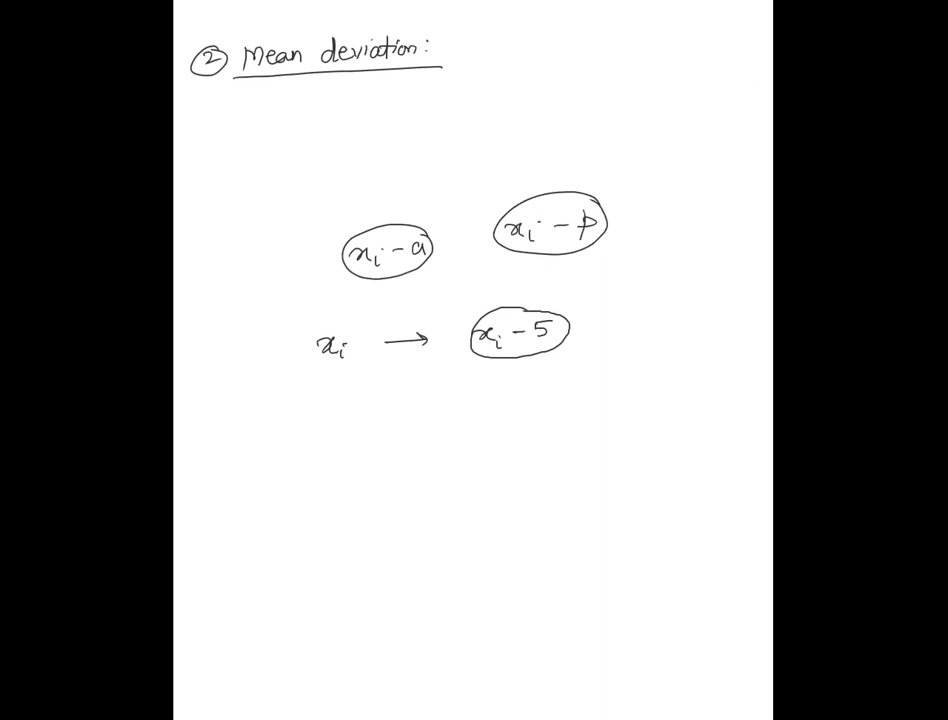 ② Mean deviation:
xᵢ - a
xᵢ - p
xᵢ → xᵢ - 5